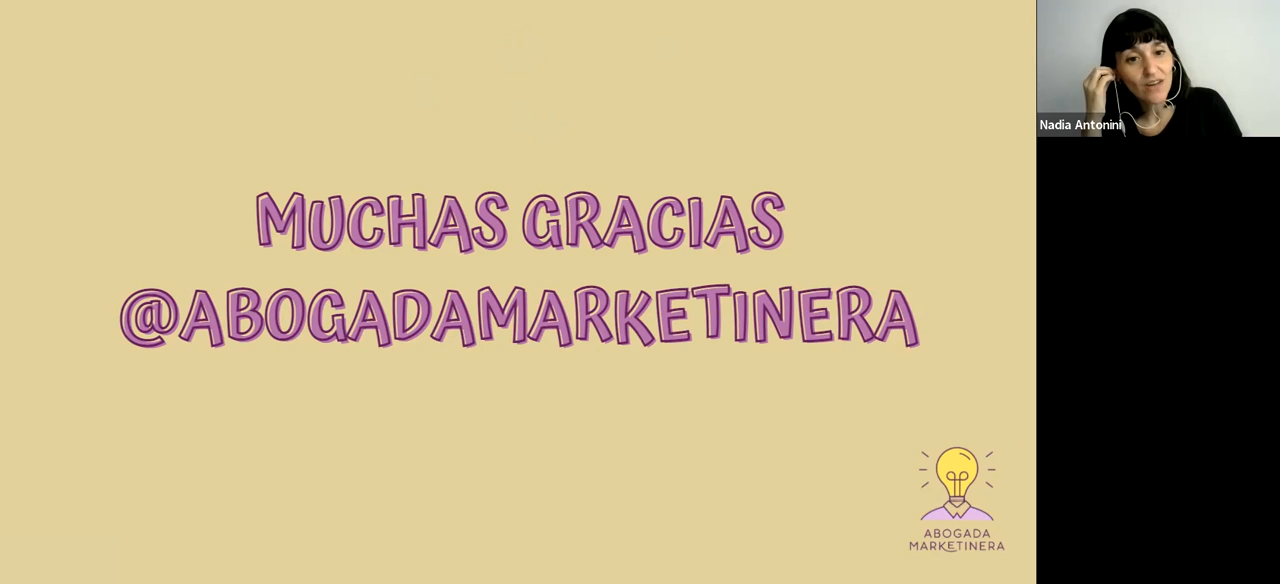 MUCHAS GRACIAS
@ABOGADAMARKETINERA
ABOGADA
MARKETINERA
Nadia Antonini